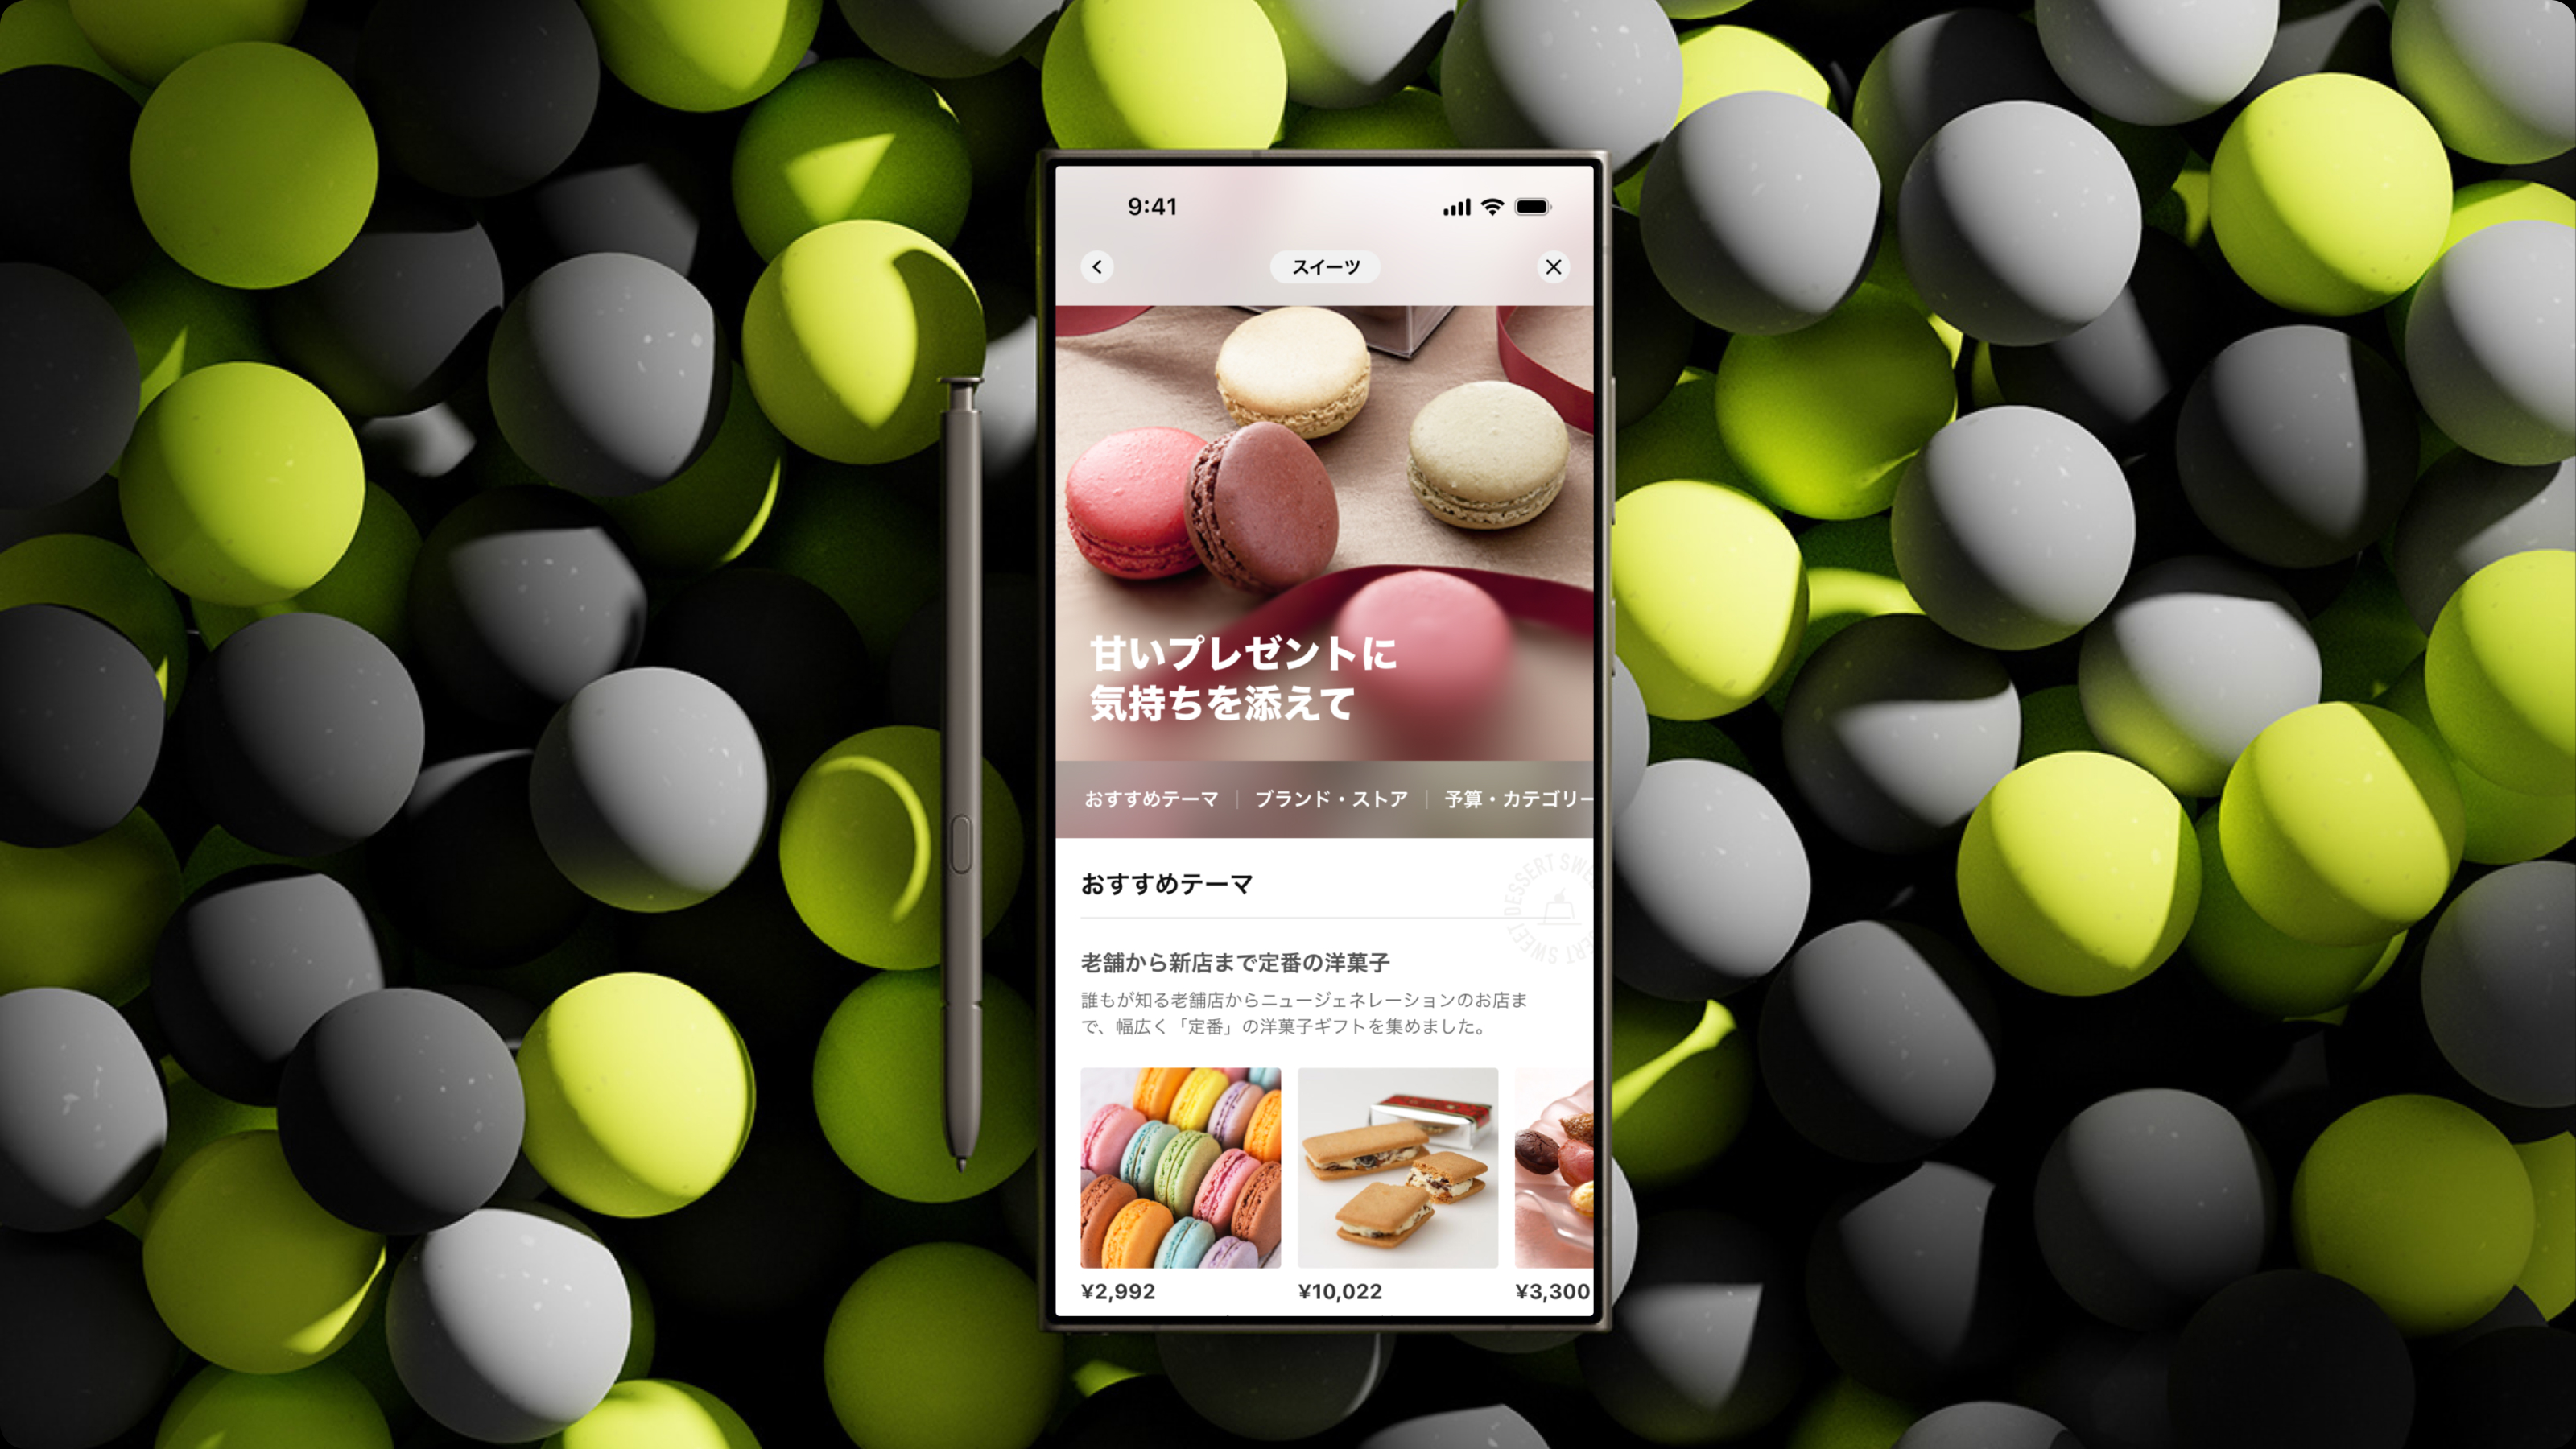 9:41
スイーツ
甘いプレゼントに
気持ちを添えて
おすすめテーマ | ブランド・ストア | 予算・カテゴリー
おすすめテーマ
DESSERT SWE
SWEET
ERT SWE
老舗から新店まで定番の洋菓子
誰もが知る老舗店からニュージェネレーションのお店ま
で、幅広く「定番」の洋菓子ギフトを集めました。
¥2,992 ¥10,022 ¥3,300